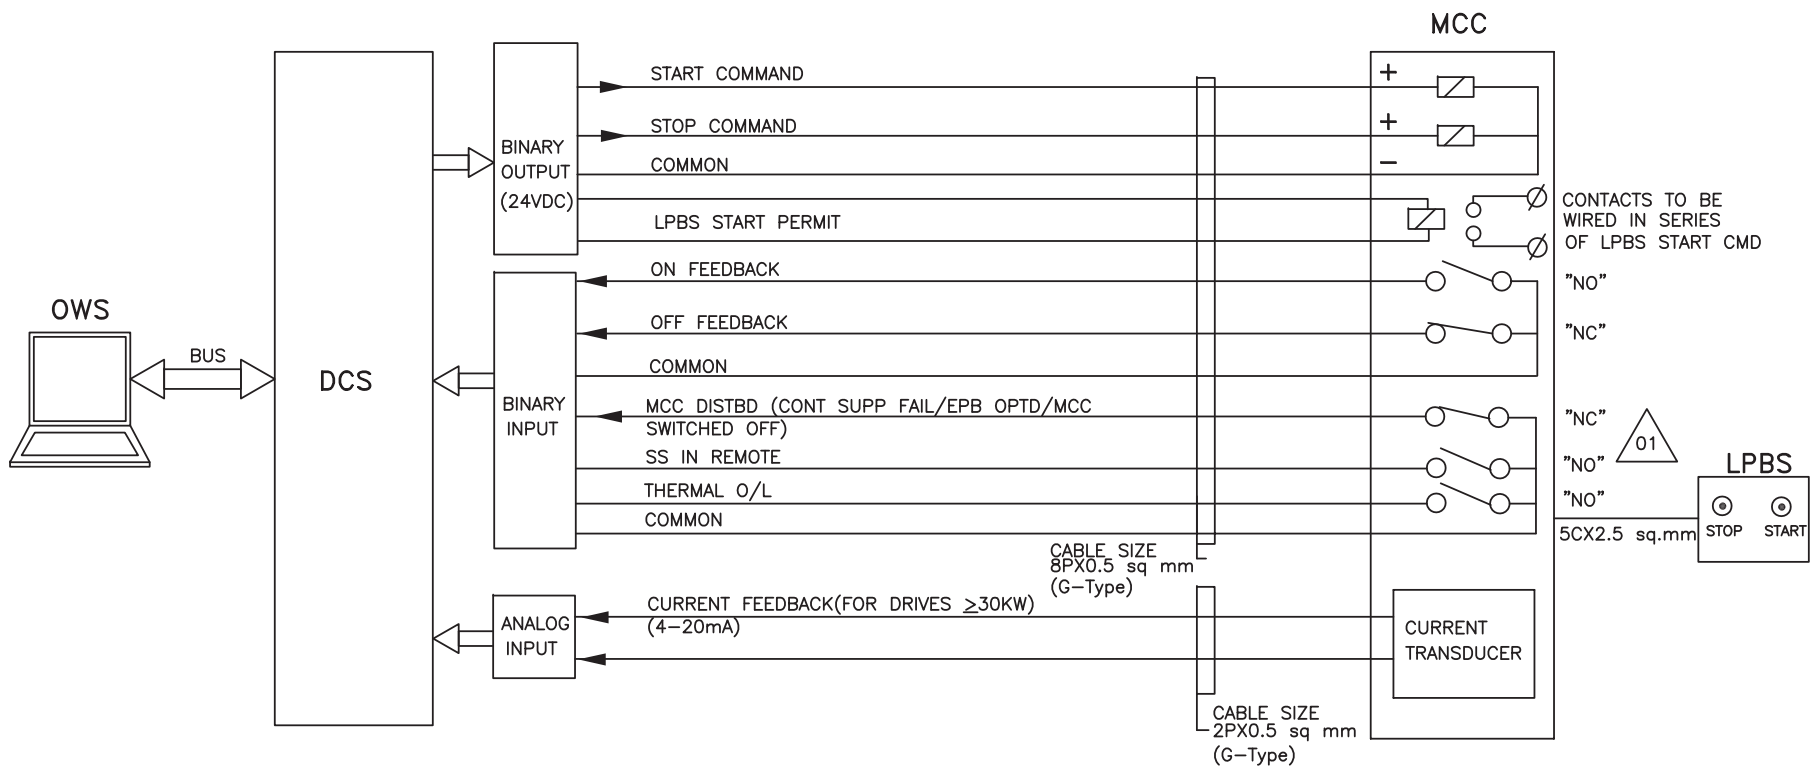 MCC
START COMMAND
+
STOP COMMAND
+
COMMON
−
BINARY
OUTPUT
(24VDC)
LPBS START PERMIT
CONTACTS TO BE
WIRED IN SERIES
OF LPBS START CMD
ON FEEDBACK
"NO"
OFF FEEDBACK
"NC"
COMMON
OWS
BUS
DCS
BINARY
INPUT
MCC DISTBD (CONT SUPP FAIL/EPB OPTD/MCC
SWITCHED OFF)
"NC"
01
SS IN REMOTE
"NO"
THERMAL O/L
"NO"
COMMON
LPBS
STOP START
5CX2.5 sq.mm
CABLE SIZE
8PX0.5 sq mm
(G-Type)
ANALOG
INPUT
CURRENT FEEDBACK(FOR DRIVES ≥30KW)
(4-20mA)
CURRENT
TRANSDUCER
CABLE SIZE
2PX0.5 sq mm
(G-Type)